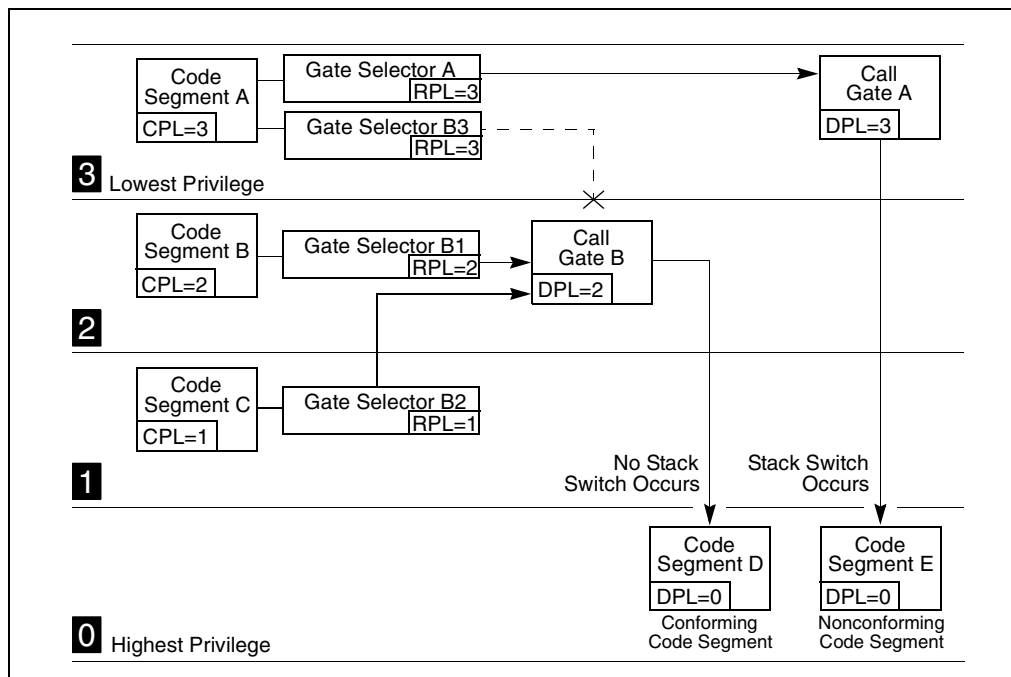 Code
Segment A
CPL=3
Gate Selector A
RPL=3
Gate Selector B3
RPL=3
Call
Gate A
DPL=3
3 Lowest Privilege
Code
Segment B
CPL=2
Gate Selector B1
RPL=2
Call
Gate B
DPL=2
2
Code
Segment C
CPL=1
Gate Selector B2
RPL=1
1
No Stack
Switch Occurs
Stack Switch
Occurs
Code
Segment D
DPL=0
Conforming
Code Segment
Code
Segment E
DPL=0
Nonconforming
Code Segment
0 Highest Privilege